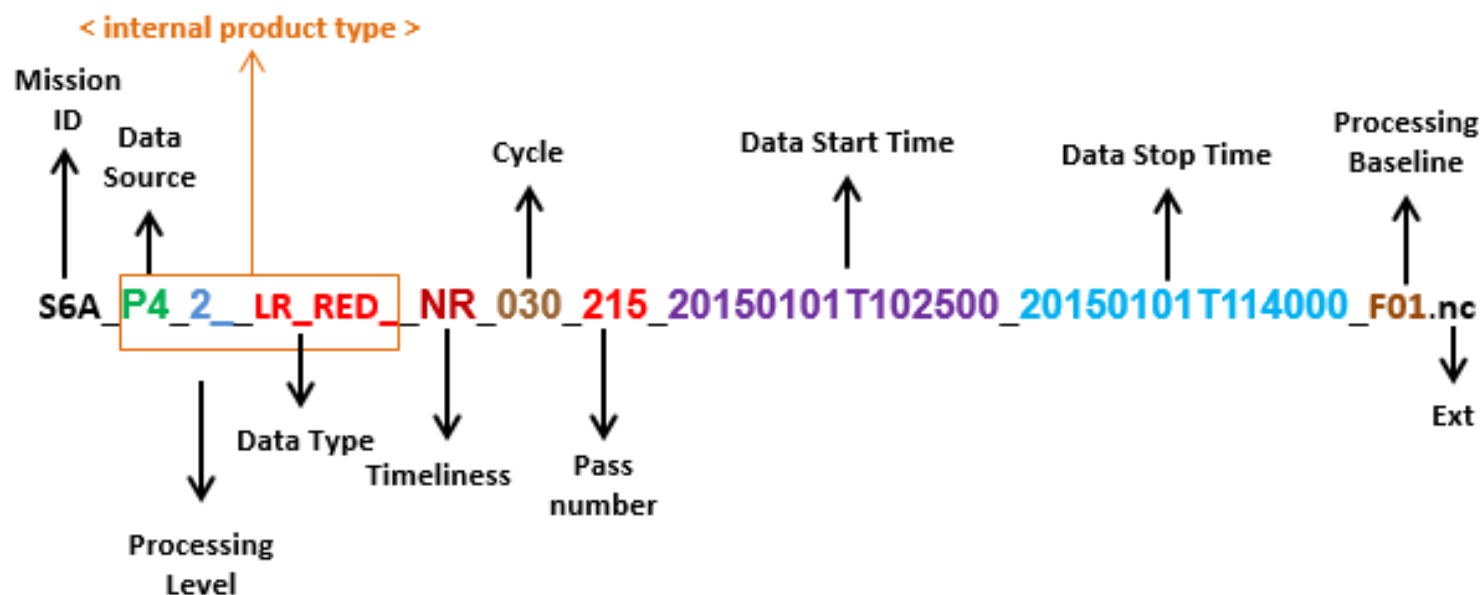 < internal product type >
Mission
ID
Data
Source
Cycle
Data Start Time
Data Stop Time
Processing
Baseline
S6A_P4_2__LR_RED__NR_030_215_20150101T102500_20150101T114000_F01.nc
Data Type
Timeliness
Pass
number
Ext
Processing
Level